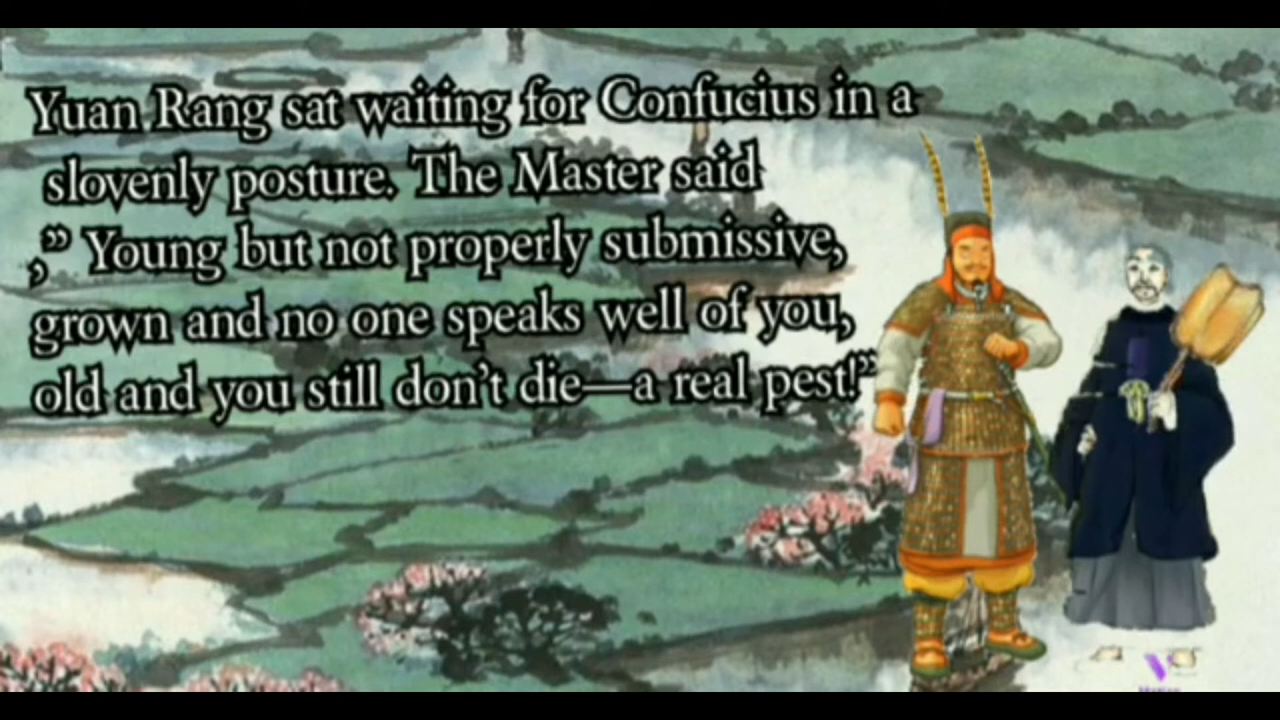 Yuan Rang sat waiting for Confucius in a
slovenly posture. The Master said
,” Young but not properly submissive,
grown and no one speaks well of you,
old and you still don’t die—a real pest!”